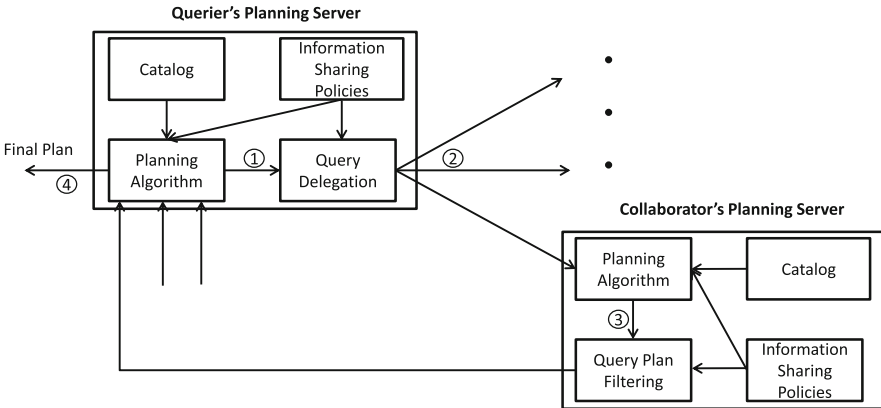 Querier's Planning Server
Catalog
Information
Sharing
Policies
Final Plan
④
Planning
Algorithm
①
Query
Delegation
②
Collaborator's Planning Server
Planning
Algorithm
Catalog
③
Query Plan
Filtering
Information
Sharing
Policies